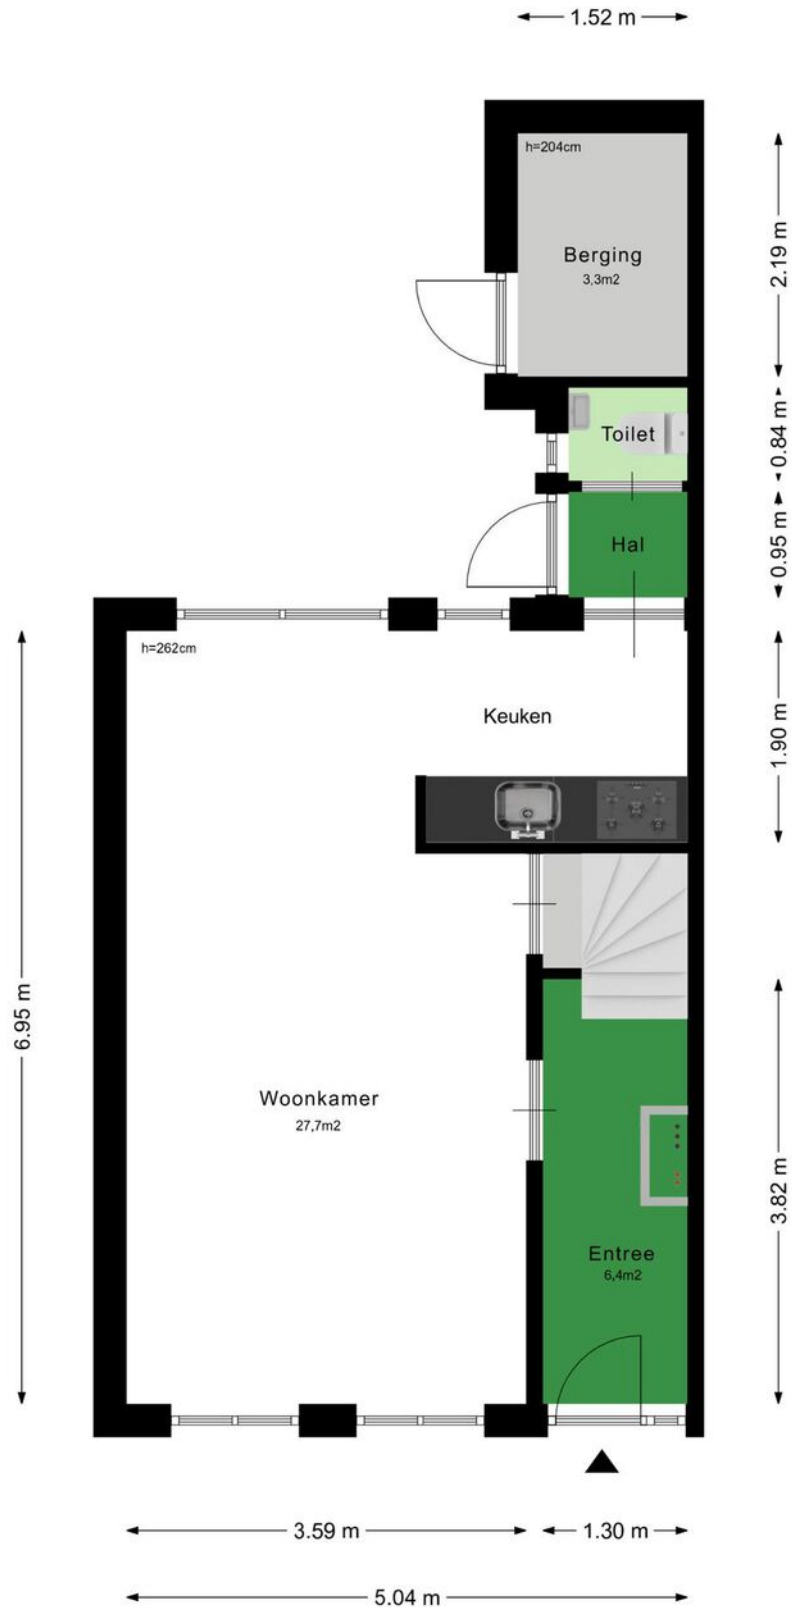 1.52 m
h=204cm
Berging
3,3m2
2.19 m
Toilet
0.84 m
Hal
0.95 m
h=262cm
Keuken
1.90 m
6.95 m
Woonkamer
27,7m2
3.82 m
Entree
6,4m2
3.59 m
1.30 m
5.04 m